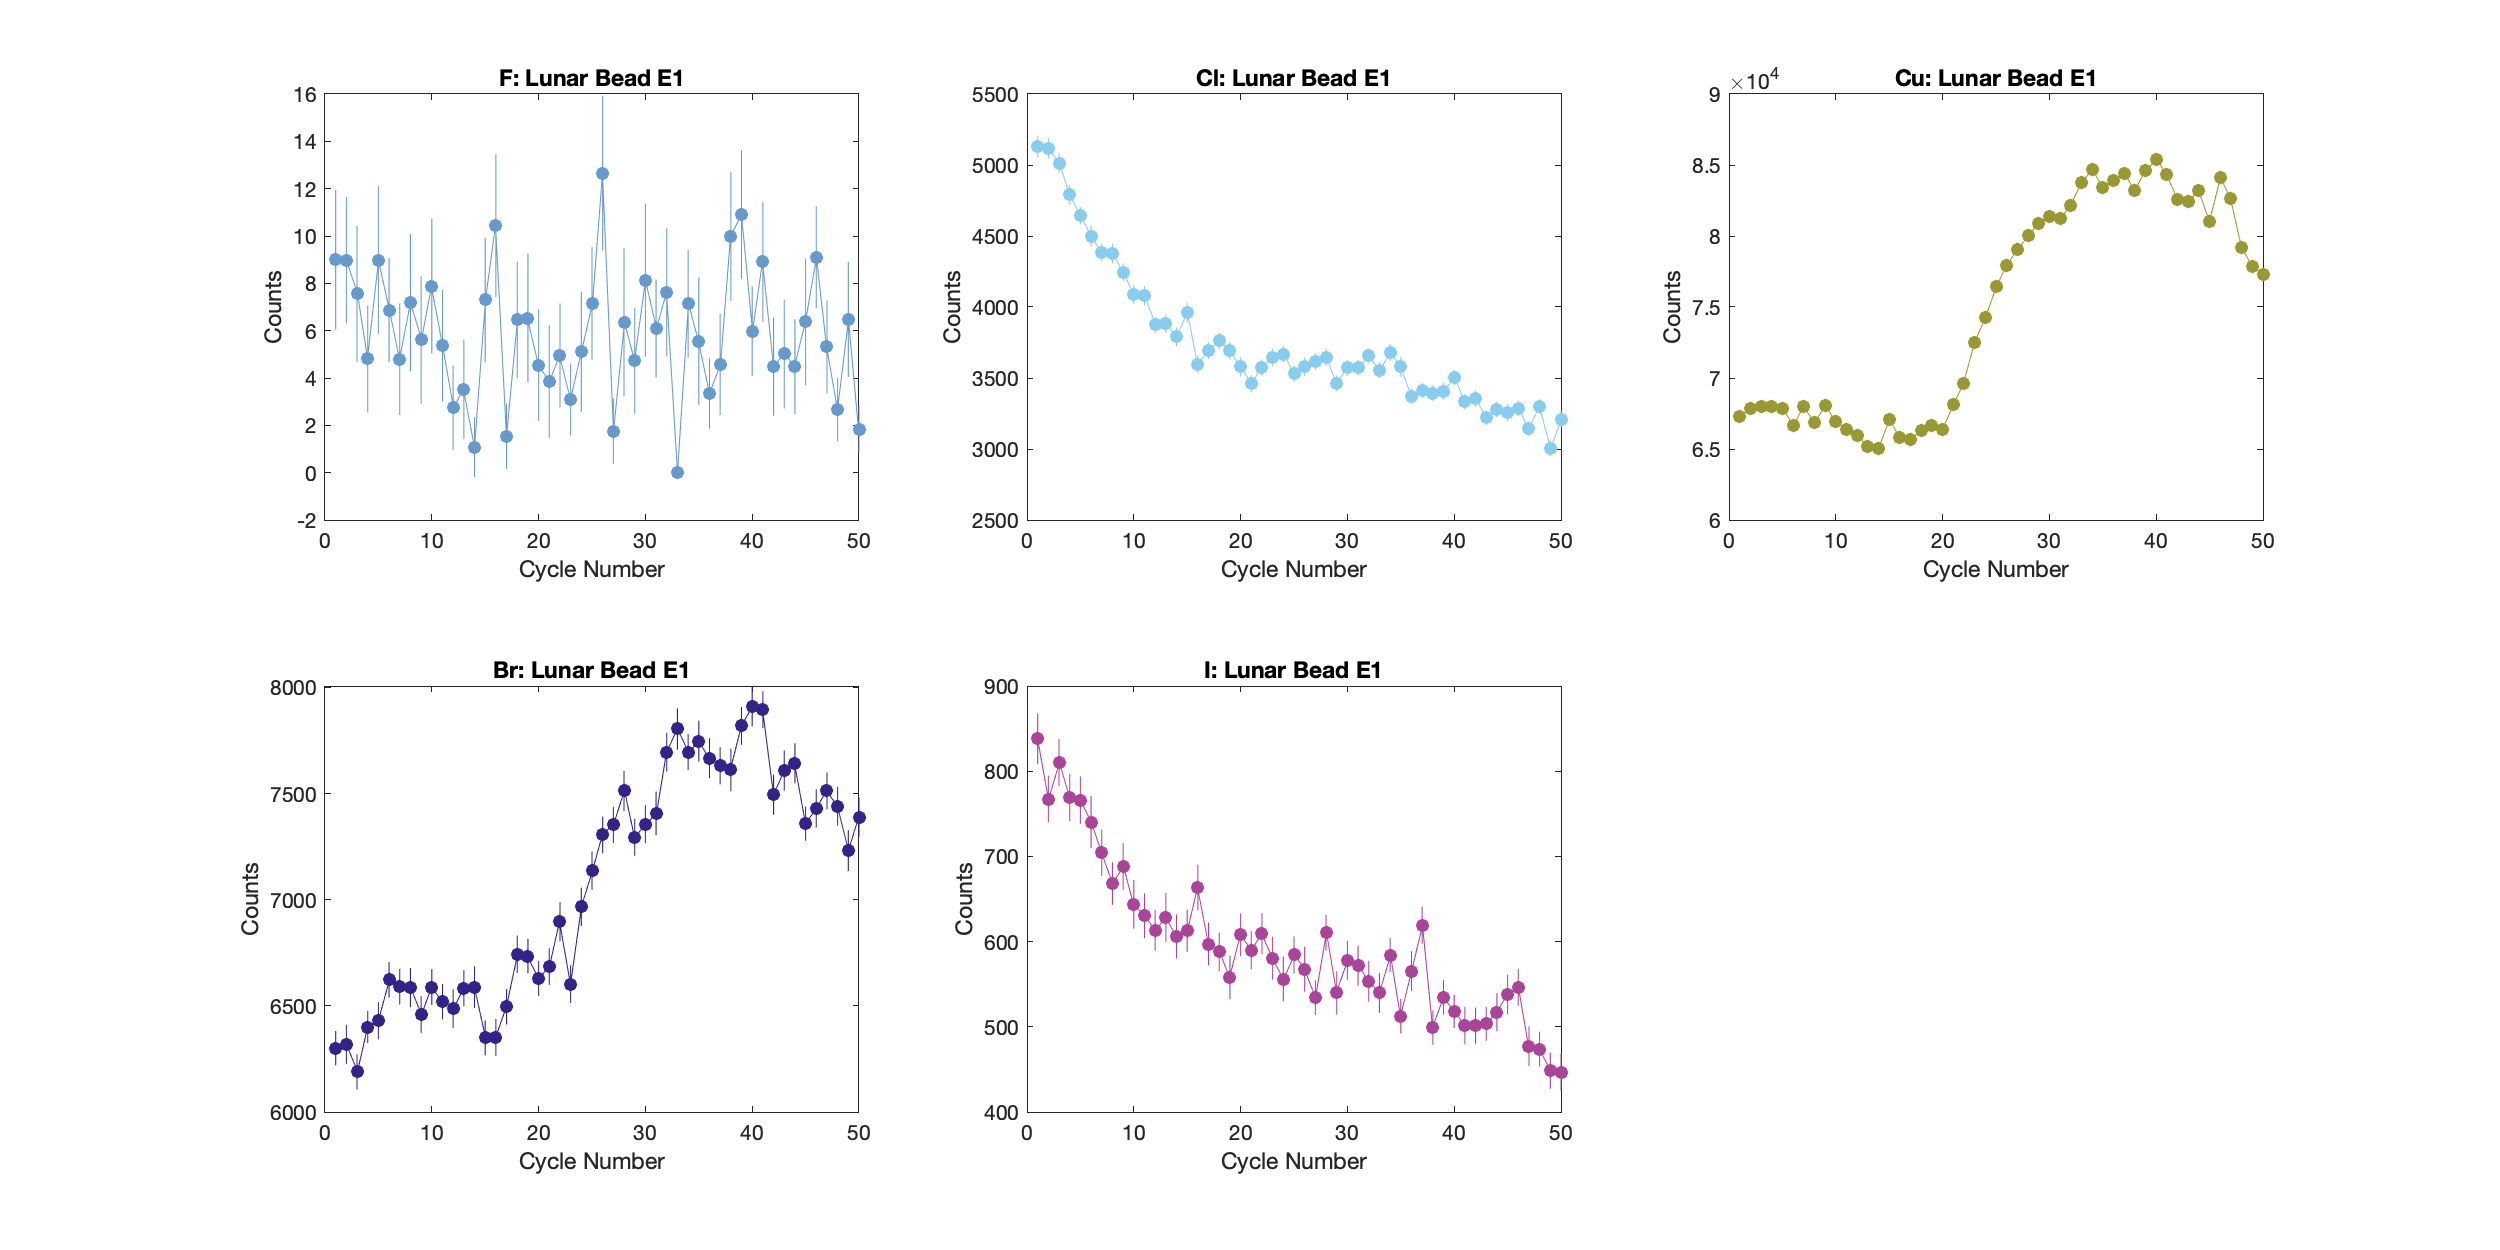 F: Lunar Bead E1
16
14
12
10
8
6
4
2
0
-2
Counts
0 10 20 30 40 50
Cycle Number
Cl: Lunar Bead E1
5500
5000
4500
4000
3500
3000
2500
Counts
0 10 20 30 40 50
Cycle Number
Cu: Lunar Bead E1
×10⁴
9
8.5
8
7.5
7
6.5
6
Counts
0 10 20 30 40 50
Cycle Number
Br: Lunar Bead E1
8000
7500
7000
6500
6000
Counts
0 10 20 30 40 50
Cycle Number
I: Lunar Bead E1
900
800
700
600
500
400
Counts
0 10 20 30 40 50
Cycle Number